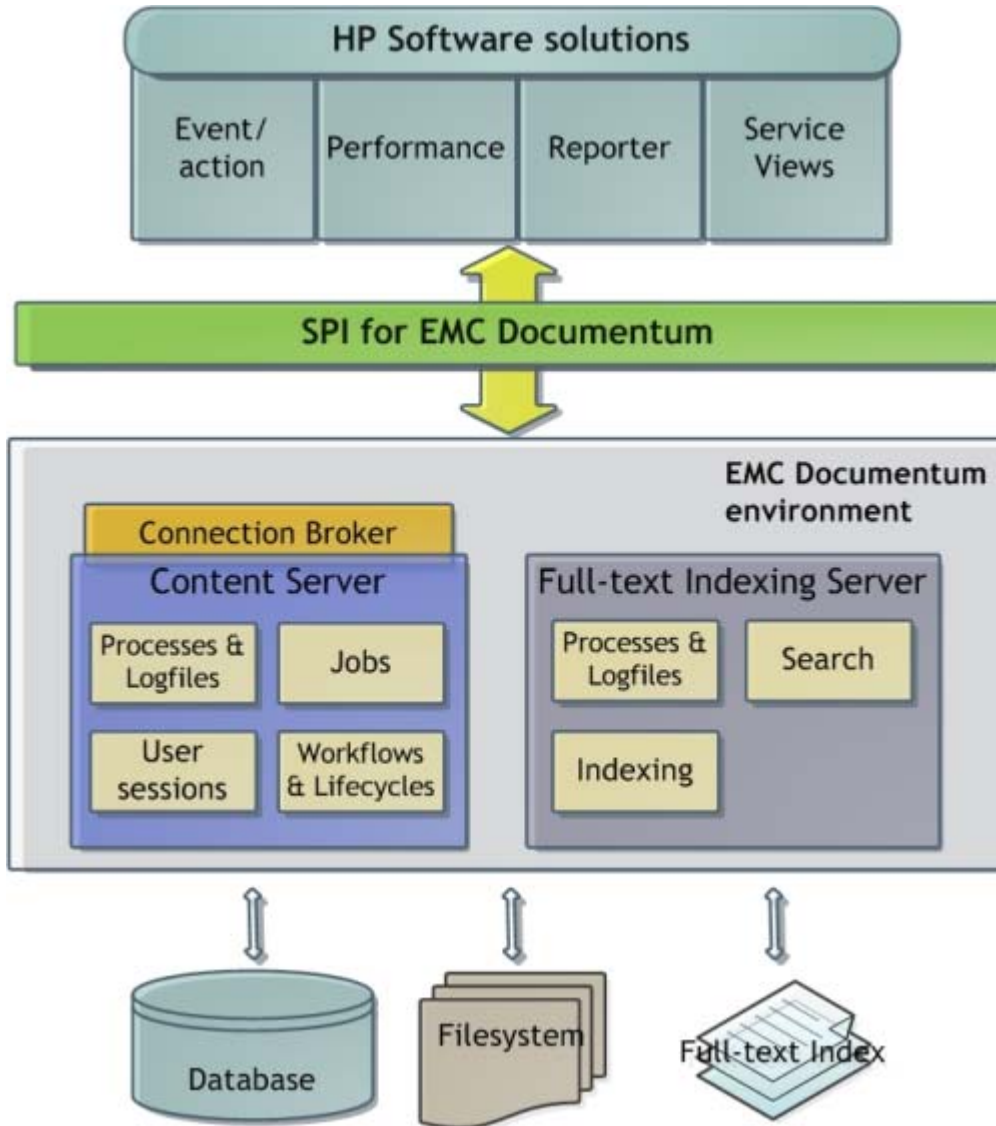 HP Software solutions
Event/
action
Performance
Reporter
Service
Views
SPI for EMC Documentum
EMC Documentum
environment
Connection Broker
Content Server
Processes &
Logfiles
Jobs
User
sessions
Workflows
& Lifecycles
Full-text Indexing Server
Processes &
Logfiles
Search
Indexing
Database
Filesystem
Full-text Index